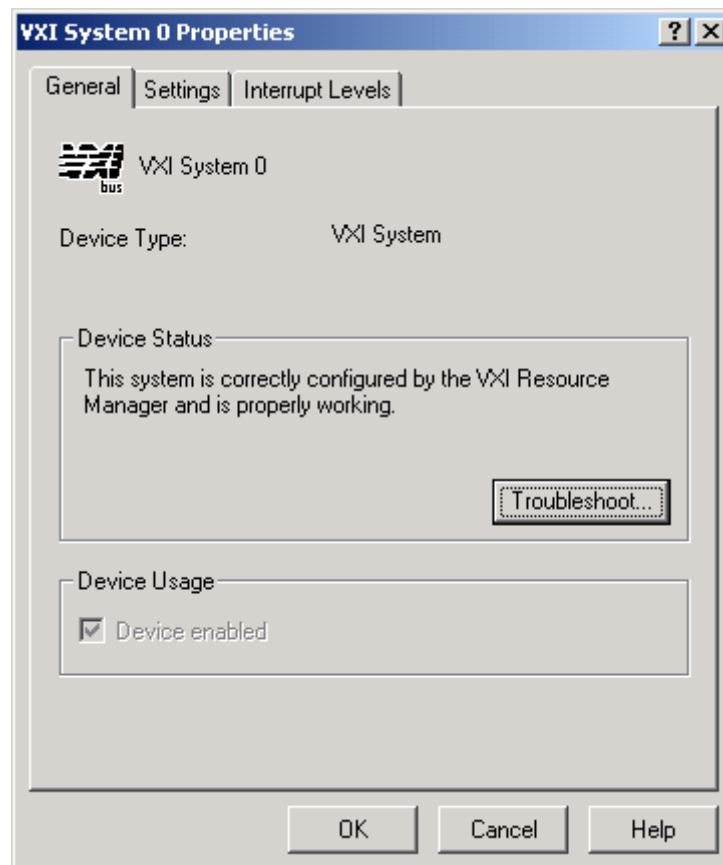 VXI System 0 Properties
General
Settings
Interrupt Levels
VXI
bus
VXI System 0
Device Type:
VXI System
Device Status
This system is correctly configured by the VXI Resource
Manager and is properly working.
Troubleshoot...
Device Usage
Device enabled
OK
Cancel
Help